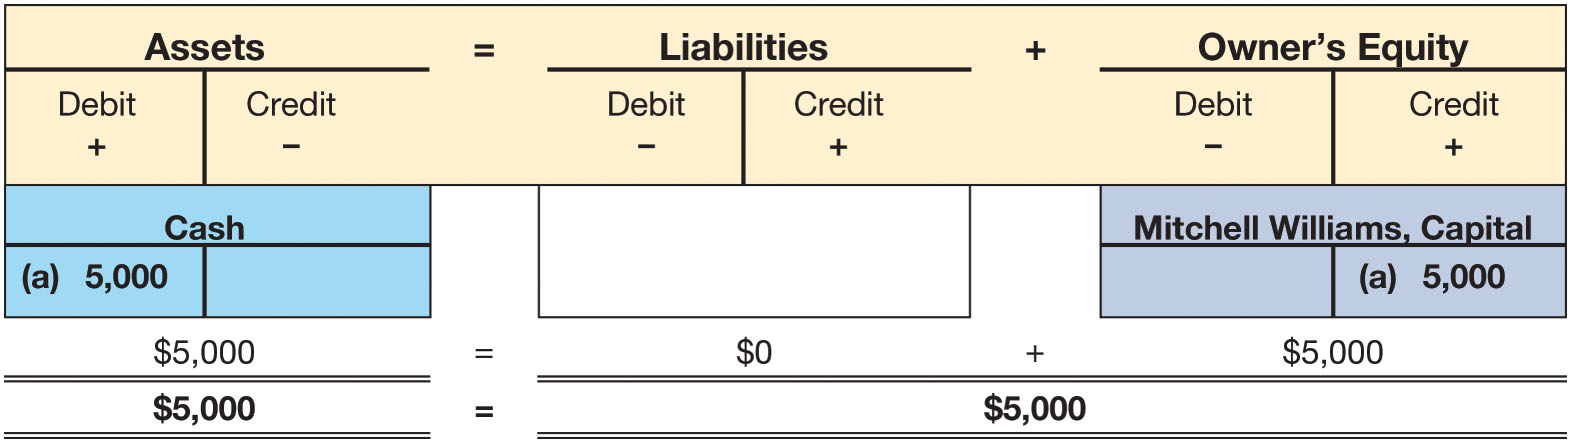 Assets = Liabilities + Owner’s Equity
Debit Credit Debit Credit Debit Credit
+ – – + – +
Cash Mitchell Williams, Capital
(a) 5,000 (a) 5,000
$5,000 = $0 + $5,000
$5,000 = $5,000